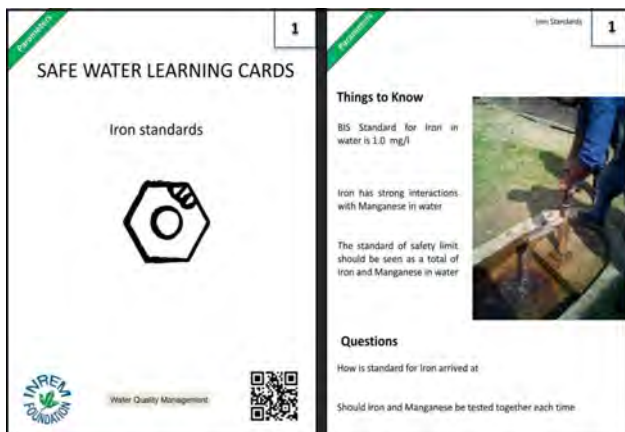 Parameters
1
SAFE WATER LEARNING CARDS
Iron standards
INREM
FOUNDATION
Water Quality Management
Parameters
Iron Standards
1
Things to Know
BIS Standard for Iron in
water is 1.0 mg/l
Iron has strong interactions
with Manganese in water
The standard of safety limit
should be seen as a total of
Iron and Manganese in water
Questions
How is standard for Iron arrived at
Should Iron and Manganese be tested together each time